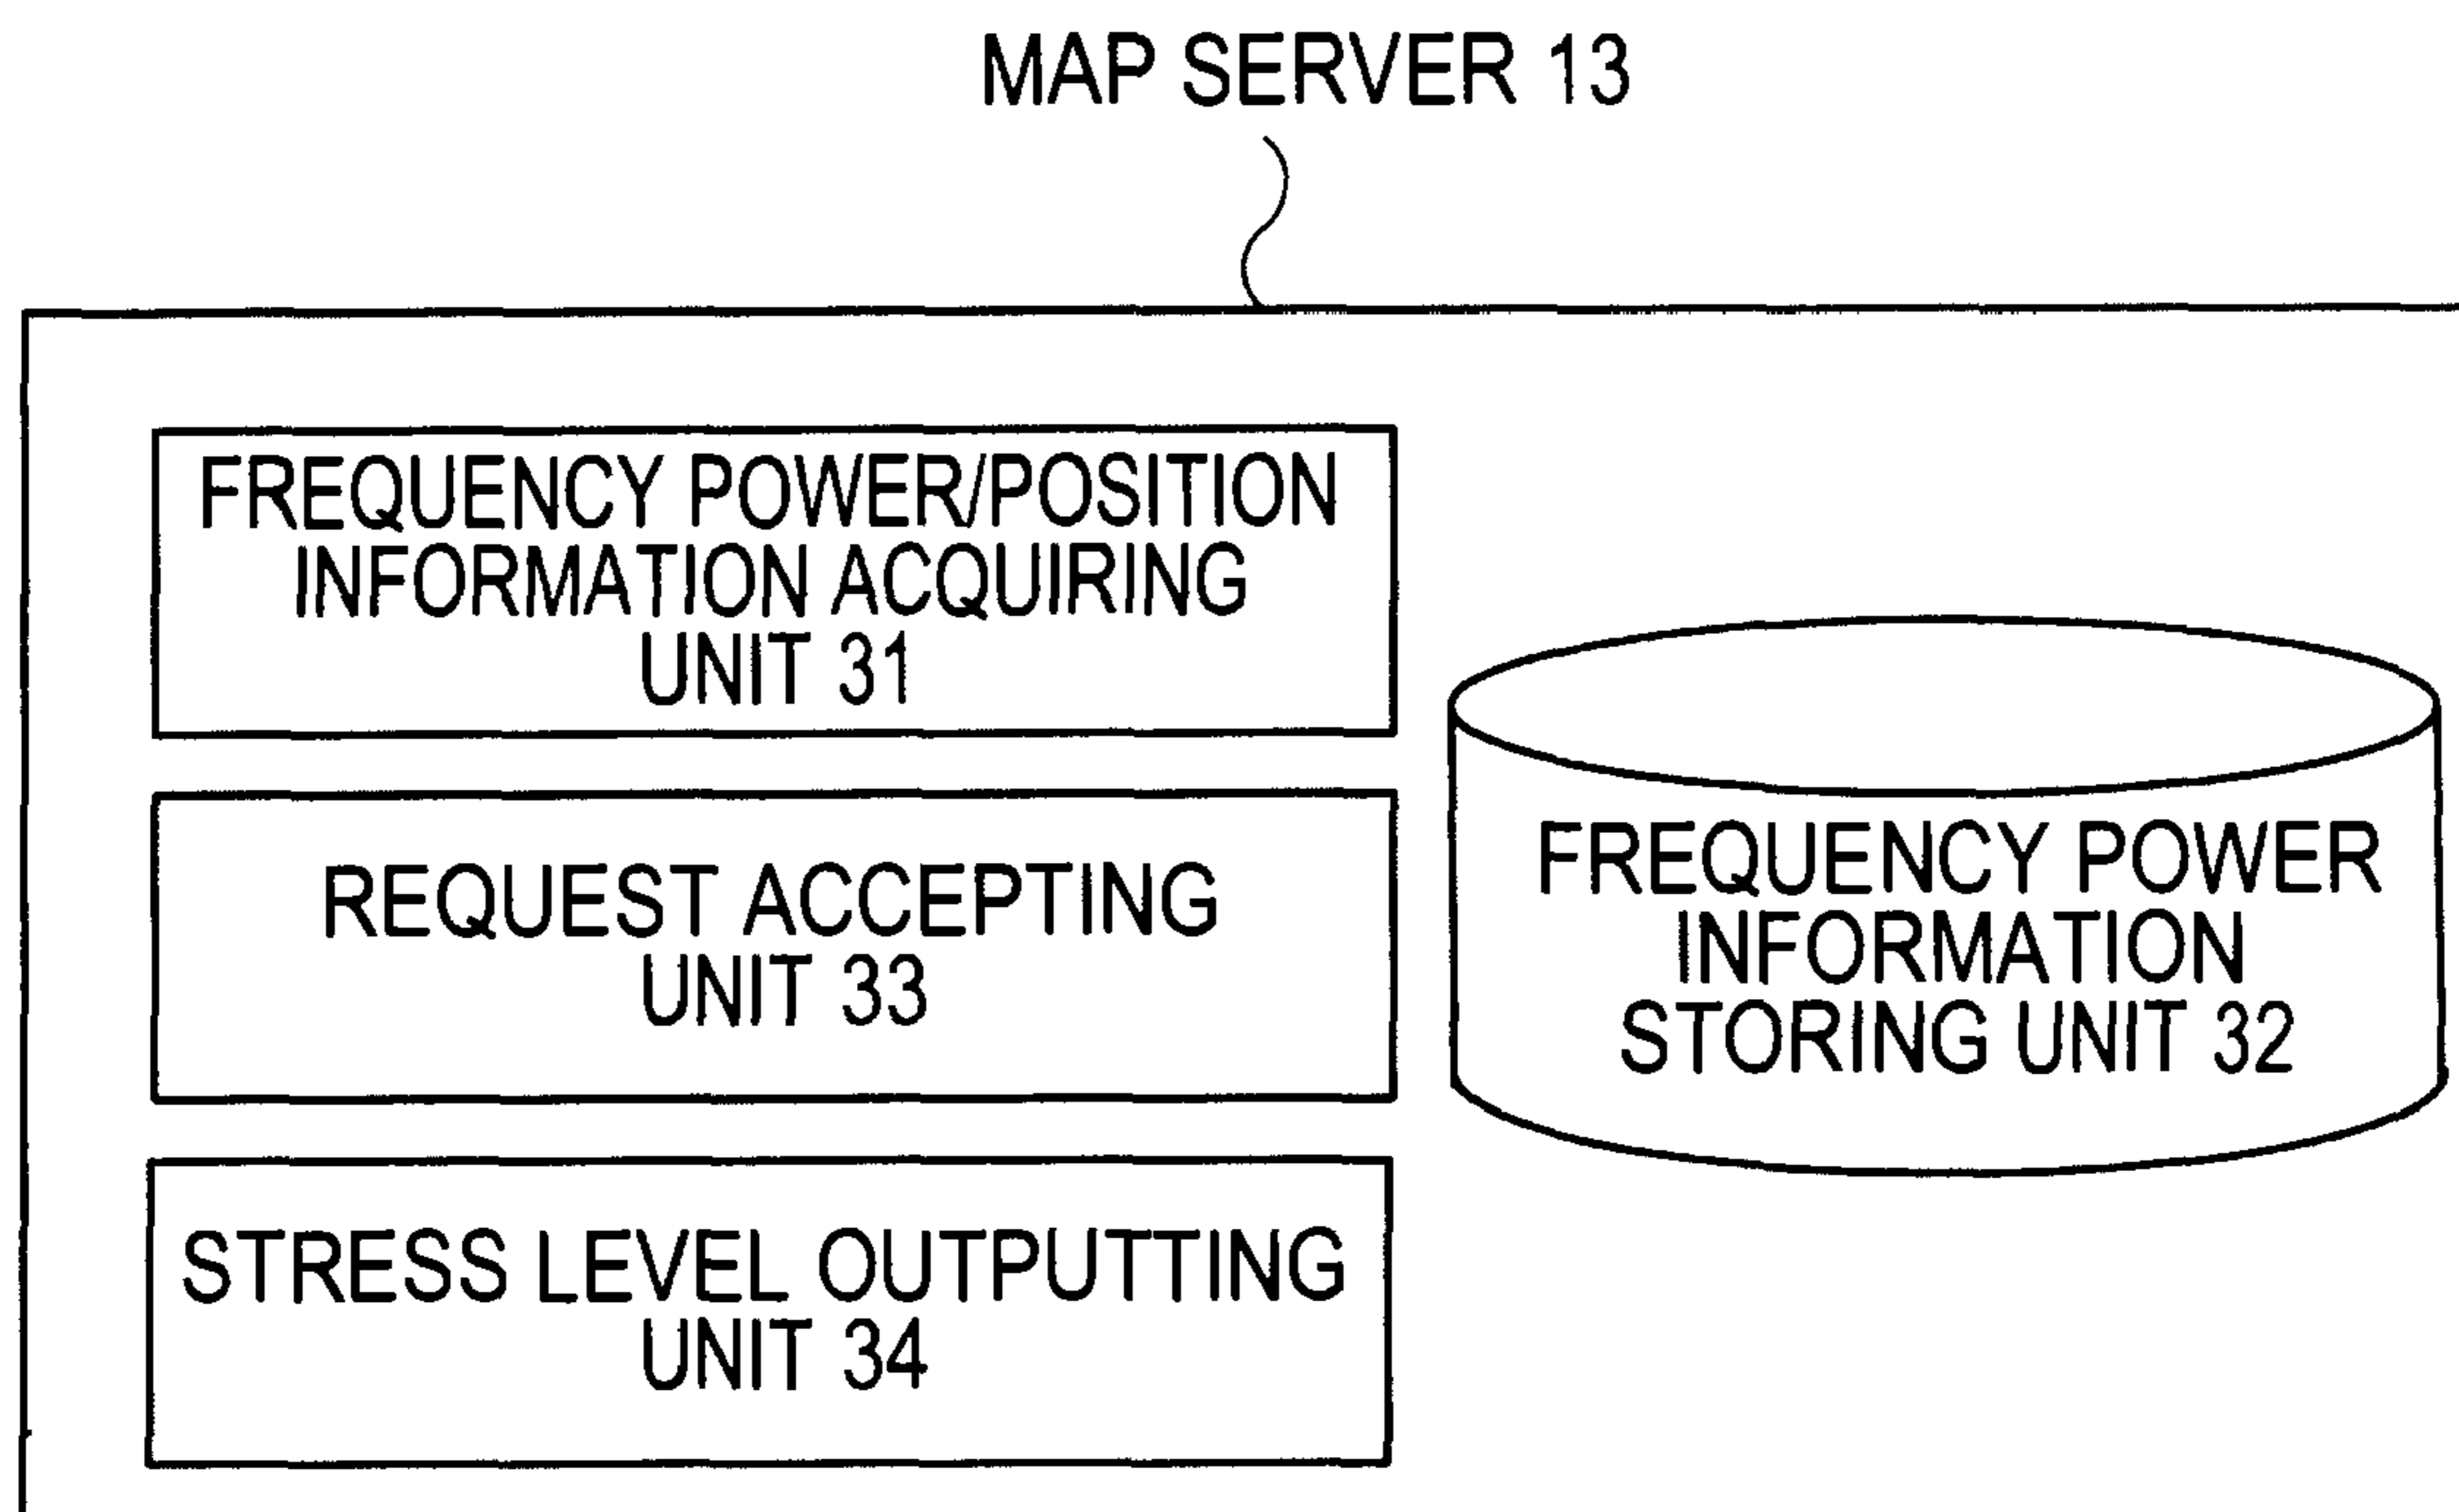 MAP SERVER 13
FREQUENCY POWER/POSITION
INFORMATION ACQUIRING
UNIT 31
REQUEST ACCEPTING
UNIT 33
STRESS LEVEL OUTPUTTING
UNIT 34
FREQUENCY POWER
INFORMATION
STORING UNIT 32